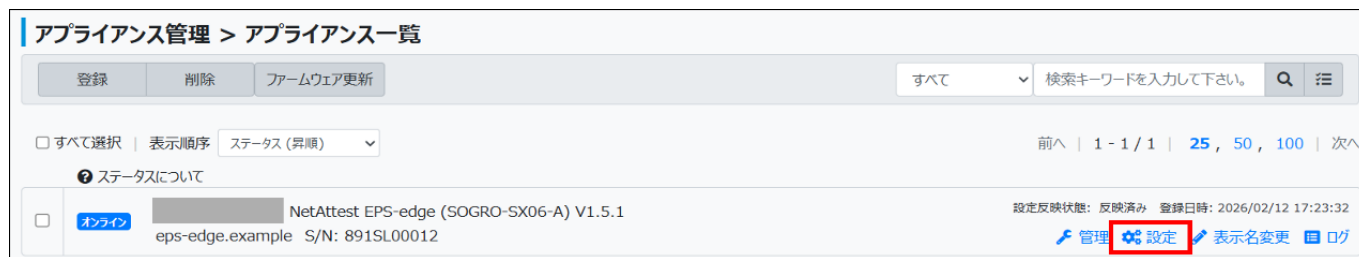 アプライアンス管理 > アプライアンス一覧
登録 削除 ファームウェア更新 すべて 検索キーワードを入力して下さい。
すべて選択 | 表示順序 ステータス (昇順) 前へ | 1 - 1 / 1 | 25 , 50 , 100 | 次へ
ステータスについて
オンライン NetAttest EPS-edge (SOGRO-SX06-A) V1.5.1 設定反映状態: 反映済み 登録日時: 2026/02/12 17:23:32
eps-edge.example S/N: 891SL00012 管理 設定 表示名変更 ログ